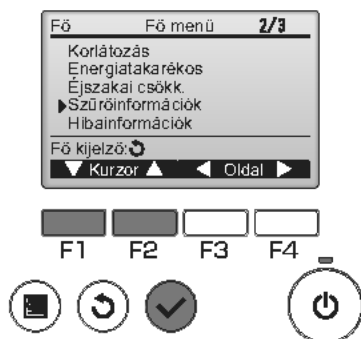 Fő Fő menü 2/3
Korlátozás
Energiatakarékos
Éjszakai csökk.
Szűrőinformációk
Hibainformációk
Fő kijelző:
Kurzor Oldal
F1 F2 F3 F4